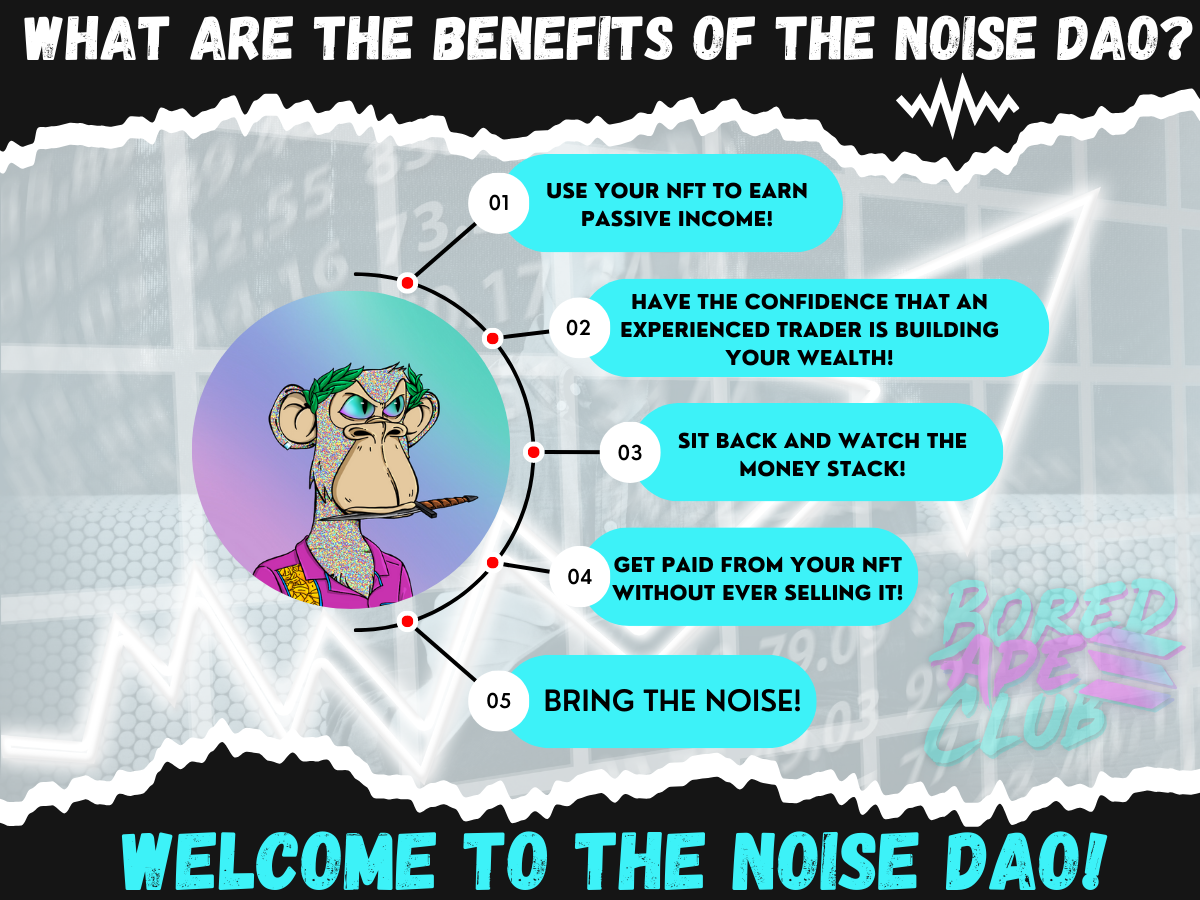 WHAT ARE THE BENEFITS OF THE NOISE DAO?
01
USE YOUR NFT TO EARN
PASSIVE INCOME!
02
HAVE THE CONFIDENCE THAT AN
EXPERIENCED TRADER IS BUILDING
YOUR WEALTH!
03
SIT BACK AND WATCH THE
MONEY STACK!
04
GET PAID FROM YOUR NFT
WITHOUT EVER SELLING IT!
05
BRING THE NOISE!
BORED
APE
CLUB
WELCOME TO THE NOISE DAO!